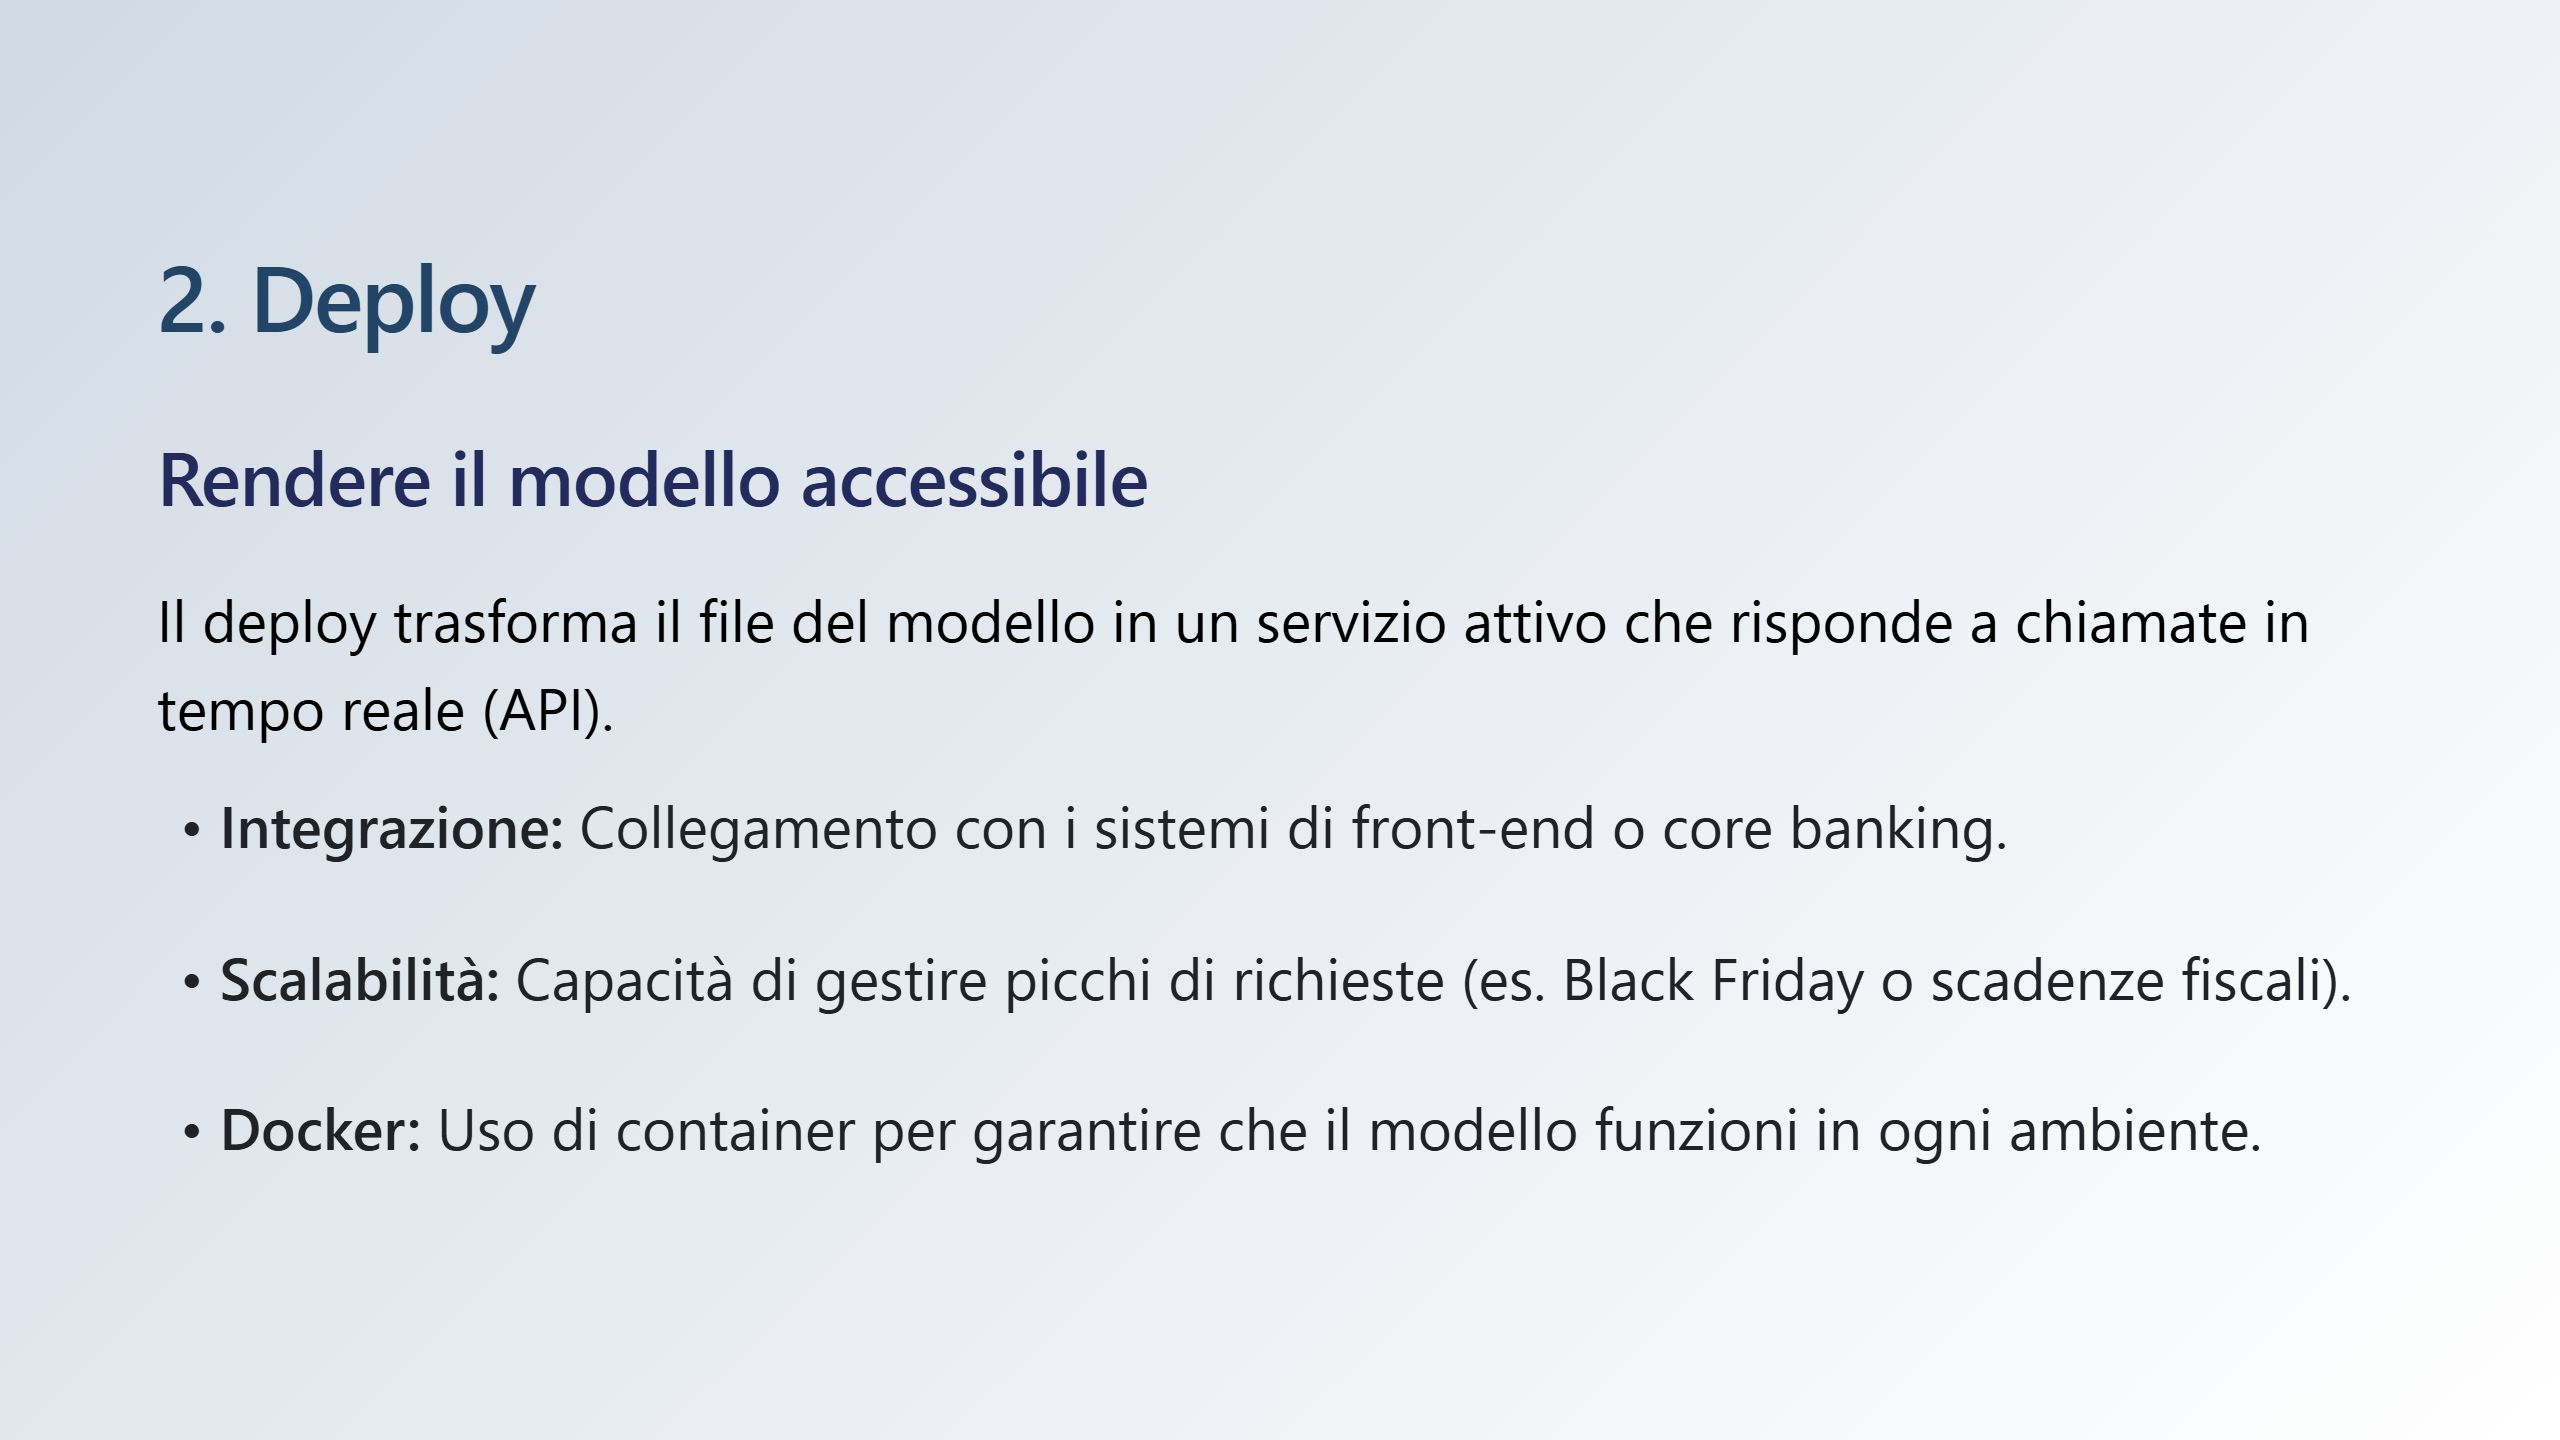 2. Deploy
Rendere il modello accessibile
Il deploy trasforma il file del modello in un servizio attivo che risponde a chiamate in
tempo reale (API).
• Integrazione: Collegamento con i sistemi di front-end o core banking.
• Scalabilità: Capacità di gestire picchi di richieste (es. Black Friday o scadenze fiscali).
• Docker: Uso di container per garantire che il modello funzioni in ogni ambiente.